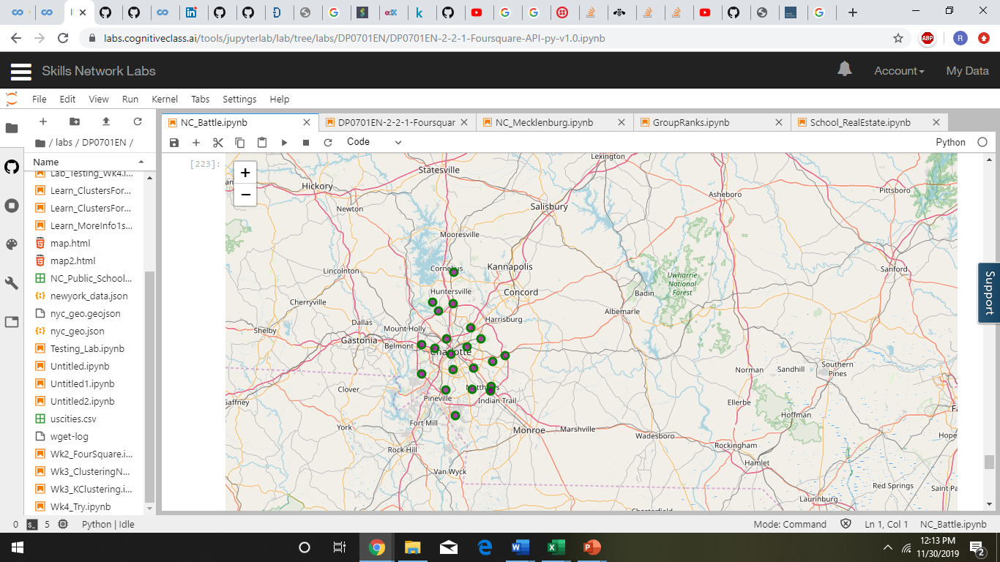 labs.cognitiveclass.ai/tools/jupyterlab/lab/tree/labs/DP0701EN/DP0701EN-2-2-1-Foursquare-API-py-v1.0.ipynb
ABP
R
Skills Network Labs
Account
My Data
File Edit View Run Kernel Tabs Settings Help
NC_Battle.ipynb
DP0701EN-2-2-1-Foursquar
NC_Mecklenburg.ipynb
GroupRanks.ipynb
School_RealEstate.ipynb
/ labs / DP0701EN /
Code
Python
Name
Lab_Testing_Wk4.i...
Learn_ClustersFor...
Learn_ClustersFor...
Learn_MoreInfo1s...
map.html
map2.html
NC_Public_School...
newyork_data.json
nyc_geo.geojson
nyc_geo.json
Testing_Lab.ipynb
Untitled.ipynb
Untitled1.ipynb
Untitled2.ipynb
uscities.csv
wget-log
Wk2_FourSquare.i...
Wk3_ClusteringN...
Wk3_KClustering.i...
Wk4_Try.ipynb
[223]:
+
−
Lexington
Statesville
Hickory
Newton
Salisbury
Asheboro
Pittsboro
Mooresville
Kannapolis
Cornelius
Lincolnton
Sanford
Uwharrie
National
Forest
Huntersville
Concord
Badin
Cherryville
Albemarle
Harrisburg
Dallas
Mount Holly
Shelby
Gastonia
Belmont
Charlotte
Norman
Sandhill
Southern
Pines
Clover
Matthews
Pineville
Indian Trail
Gaffney
Ellerbe
Hoffman
York
Fort Mill
Monroe
Marshville
Wadesboro
Hope
Rock Hill
Rockingham
Hamlet
Van Wyck
Red Springs
Saint Pa
Laurinburg
Chesterfield
Support
0
5
Python | Idle
Mode: Command
Ln 1, Col 1
NC_Battle.ipynb
12:13 PM
11/30/2019
2